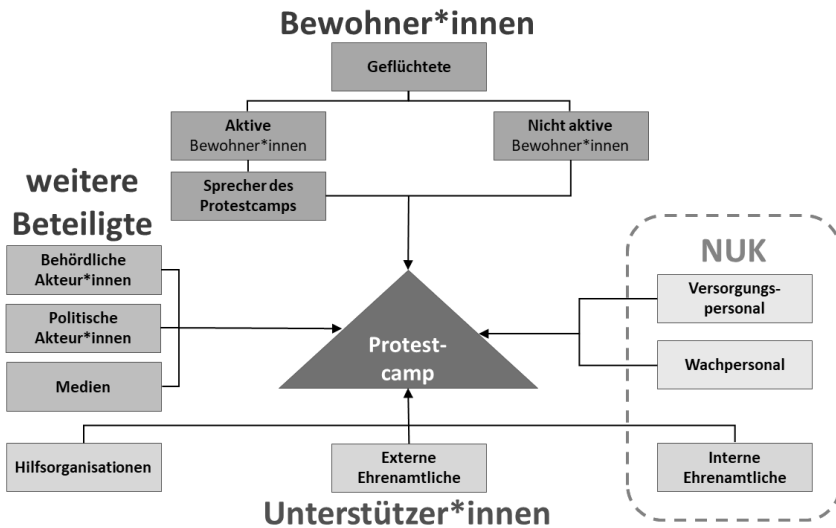 Bewohner*innen
Geflüchtete
Aktive
Bewohner*innen
Nicht aktive
Bewohner*innen
Sprecher des
Protestcamps
weitere
Beteiligte
Behördliche
Akteur*innen
Politische
Akteur*innen
Medien
NUK
Versorgungs-
personal
Wachpersonal
Protest-
camp
Hilfsorganisationen
Externe
Ehrenamtliche
Interne
Ehrenamtliche
Unterstützer*innen